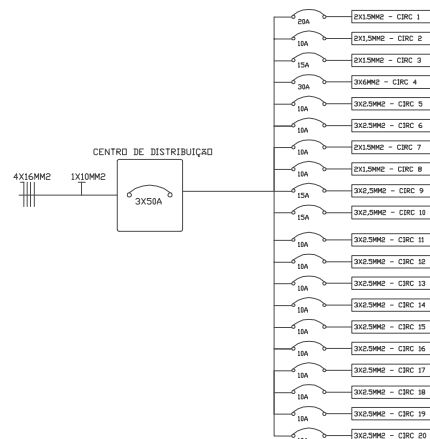 2X1.5MM2 - CIRC 1
20A
2X1,5MM2 - CIRC 2
10A
2X1.5MM2 - CIRC 3
15A
3X6MM2 - CIRC 4
30A
3X2.5MM2 - CIRC 5
10A
3X2.5MM2 - CIRC 6
10A
2X1.5MM2 - CIRC 7
10A
2X1,5MM2 - CIRC 8
10A
3X2,5MM2 - CIRC 9
15A
3X2,5MM2 - CIRC 10
15A
CENTRO DE DISTRIBUIÇÃO
4X16MM2
1X10MM2
3X50A
3X2.5MM2 - CIRC 11
10A
3X2.5MM2 - CIRC 12
10A
3X2.5MM2 - CIRC 13
10A
3X2.5MM2 - CIRC 14
10A
3X2.5MM2 - CIRC 15
10A
3X2.5MM2 - CIRC 16
10A
3X2.5MM2 - CIRC 17
10A
3X2.5MM2 - CIRC 18
10A
3X2.5MM2 - CIRC 19
10A
3X2.5MM2 - CIRC 20